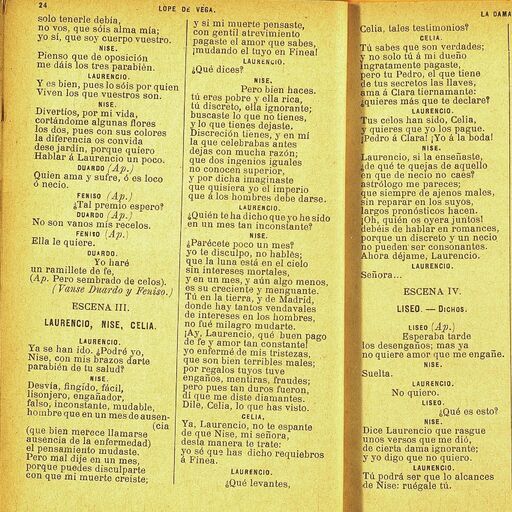 24
LOPE DE VEGA.
solo tenerle debía,
no vos, que sóis alma mía;
yo sí, que soy cuerpo vuestro.
NISE.
Pienso que de oposición
me dáis los tres parabién.
LAURENCIO.
Y es bien, pues lo sóis por quien
Viven los que vuestros son.
NISE.
Divertíos, por mi vida,
cortándome algunas flores
los dos, pues con sus colores
la diferencia os convida
dese jardín, porque quiero
Hablar á Laurencio un poco.
DUARDO (Ap.)
Quien ama y sufre, ó es loco
ó necio.
FENISO (Ap.)
¿Tal premio espero?
DUARDO (Ap.)
No son vanos mis recelos.
FENISO (Ap.)
Ella le quiere.
DUARDO.
Yo haré
un ramillete de fe,
(Ap. Pero sembrado de celos).
(Vanse Duardo y Feniso.)
ESCENA III.
LAURENCIO, NISE, CELIA.
LAURENCIO.
Ya se han ido. ¿Podré yo,
Nise, con mis brazos darte
parabién de tu salud?
NISE.
Desvía, fingido, fácil,
lisonjero, engañador,
falso, inconstante, mudable,
hombre que en un mes de ausen-
(cia
(que bien merece llamarse
ausencia de la enfermedad)
el pensamiento mudaste.
Pero mal dije en un mes,
porque puedes disculparte
con que mi muerte creiste;
y si mi muerte pensaste,
con gentil atrevimiento
pagaste el amor que sabes,
¡mudando el tuyo en Finea!
LAURENCIO.
¿Qué dices?
NISE.
Pero bien haces.
tú eres pobre y ella rica,
tú discreto, ella ignorante;
buscaste lo que no tienes,
y lo que tienes dejaste.
Discreción tienes, y en mí
la que celebrabas antes
dejas con mucha razón;
que dos ingenios iguales
no conocen superior,
y por dicha imaginaste
que quisiera yo el imperio
que á los hombres debe darse.
LAURENCIO.
¿Quién te ha dicho que yo he sido
en un mes tan inconstante?
NISE.
¿Parécete poco un mes?
yo te disculpo, no hables;
que la luna está en el cielo
sin intereses mortales,
y en un mes, y aún algo menos,
es su creciente y menguante.
Tú en la tierra, y de Madrid,
donde hay tantos vendavales
de intereses en los hombres,
no fué milagro mudarte.
¡Ay, Laurencio, qué buen pago
de fe y amor tan constante!
yo enfermé de mis tristezas,
que son bien terribles males;
por regalos tuyos tuve
engaños, mentiras, fraudes;
pero pues tan duros fueron,
di que me diste diamantes.
Dile, Celia, lo que has visto.
CELIA.
Ya, Laurencio, no te espante
de que Nise, mi señora,
desta manera te trate:
yo sé que has dicho requiebros
á Finea.
LAURENCIO.
¿Qué levantes,
LA DAMA
Celia, tales testimonios?
CELIA.
Tú sabes que son verdades;
y no solo tú á mi dueño
ingratamente pagaste,
pero tu Pedro, el que tiene
de tus secretos las llaves,
ama á Clara tiernamante:
¿quieres más que te declare?
LAURENCIO.
Tus celos han sido, Celia,
y quieres que yo los pague.
¡Pedro á Clara! ¡Yo á la boba!
NISE.
Laurencio, si la enseñaste,
¿de qué te quejas de aquello
en que de necio no caes?
astrólogo me pareces;
que siempre de ajenos males,
sin reparar en los suyos,
largos pronósticos hacen.
¡Oh, quién os oyera juntos!
debéis de hablar en romances,
porque un discreto y un necio
no pueden ser consonantes.
Ahora déjame, Laurencio.
LAURENCIO.
Señora...
ESCENA IV.
LISEO. — DICHOS.
LISEO (Ap.)
Esperaba tarde
los desengaños; mas ya
no quiere amor que me engañe.
NISE.
Suelta.
LAURENCIO.
No quiero.
LISEO.
¿Qué es esto?
NISE.
Dice Laurencio que rasgue
unos versos que me dió,
de cierta dama ignorante;
y yo digo que no quiero.
LAURENCIO.
Tú podrá ser que lo alcances
de Nise: ruégale tú.